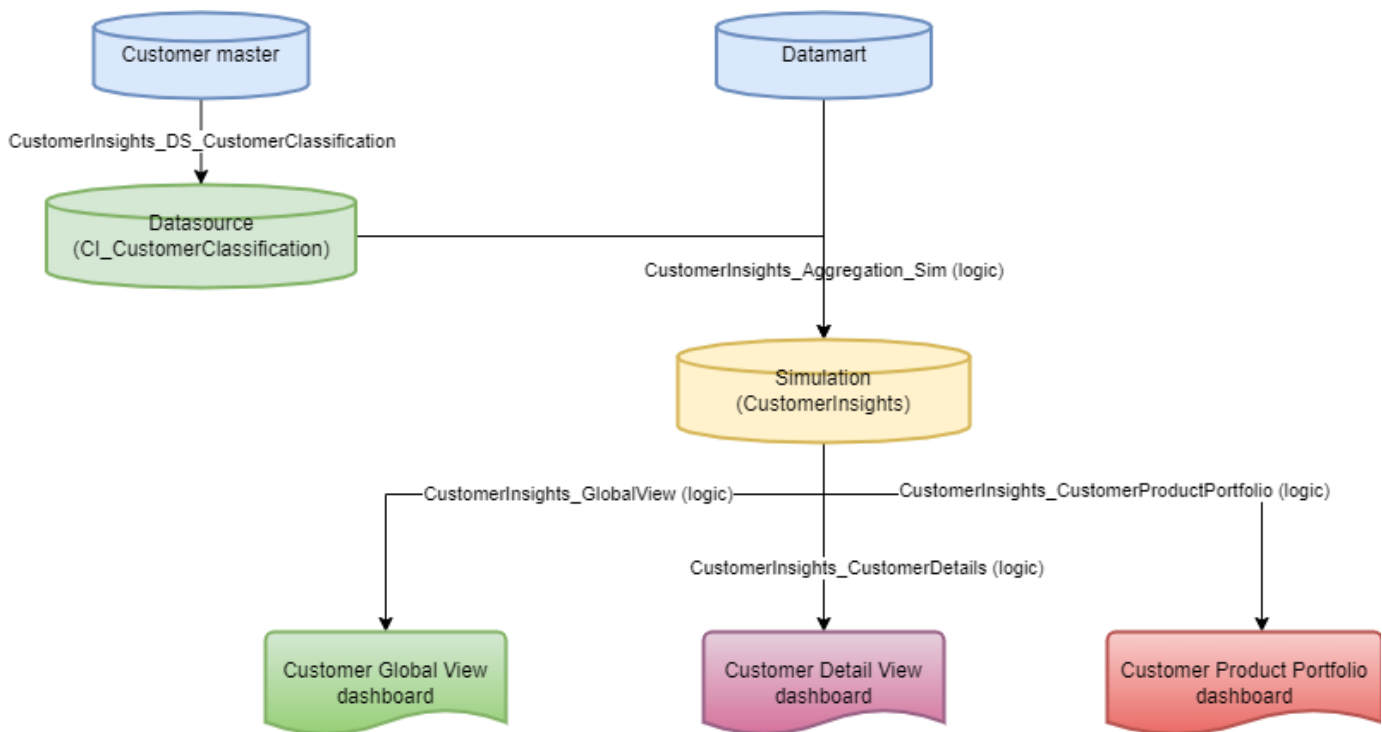 Customer master
Datamart
CustomerInsights_DS_CustomerClassification
Datasource
(CI_CustomerClassification)
CustomerInsights_Aggregation_Sim (logic)
Simulation
(CustomerInsights)
CustomerInsights_GlobalView (logic)
CustomerInsights_CustomerProductPortfolio (logic)
CustomerInsights_CustomerDetails (logic)
Customer Global View
dashboard
Customer Detail View
dashboard
Customer Product Portfolio
dashboard